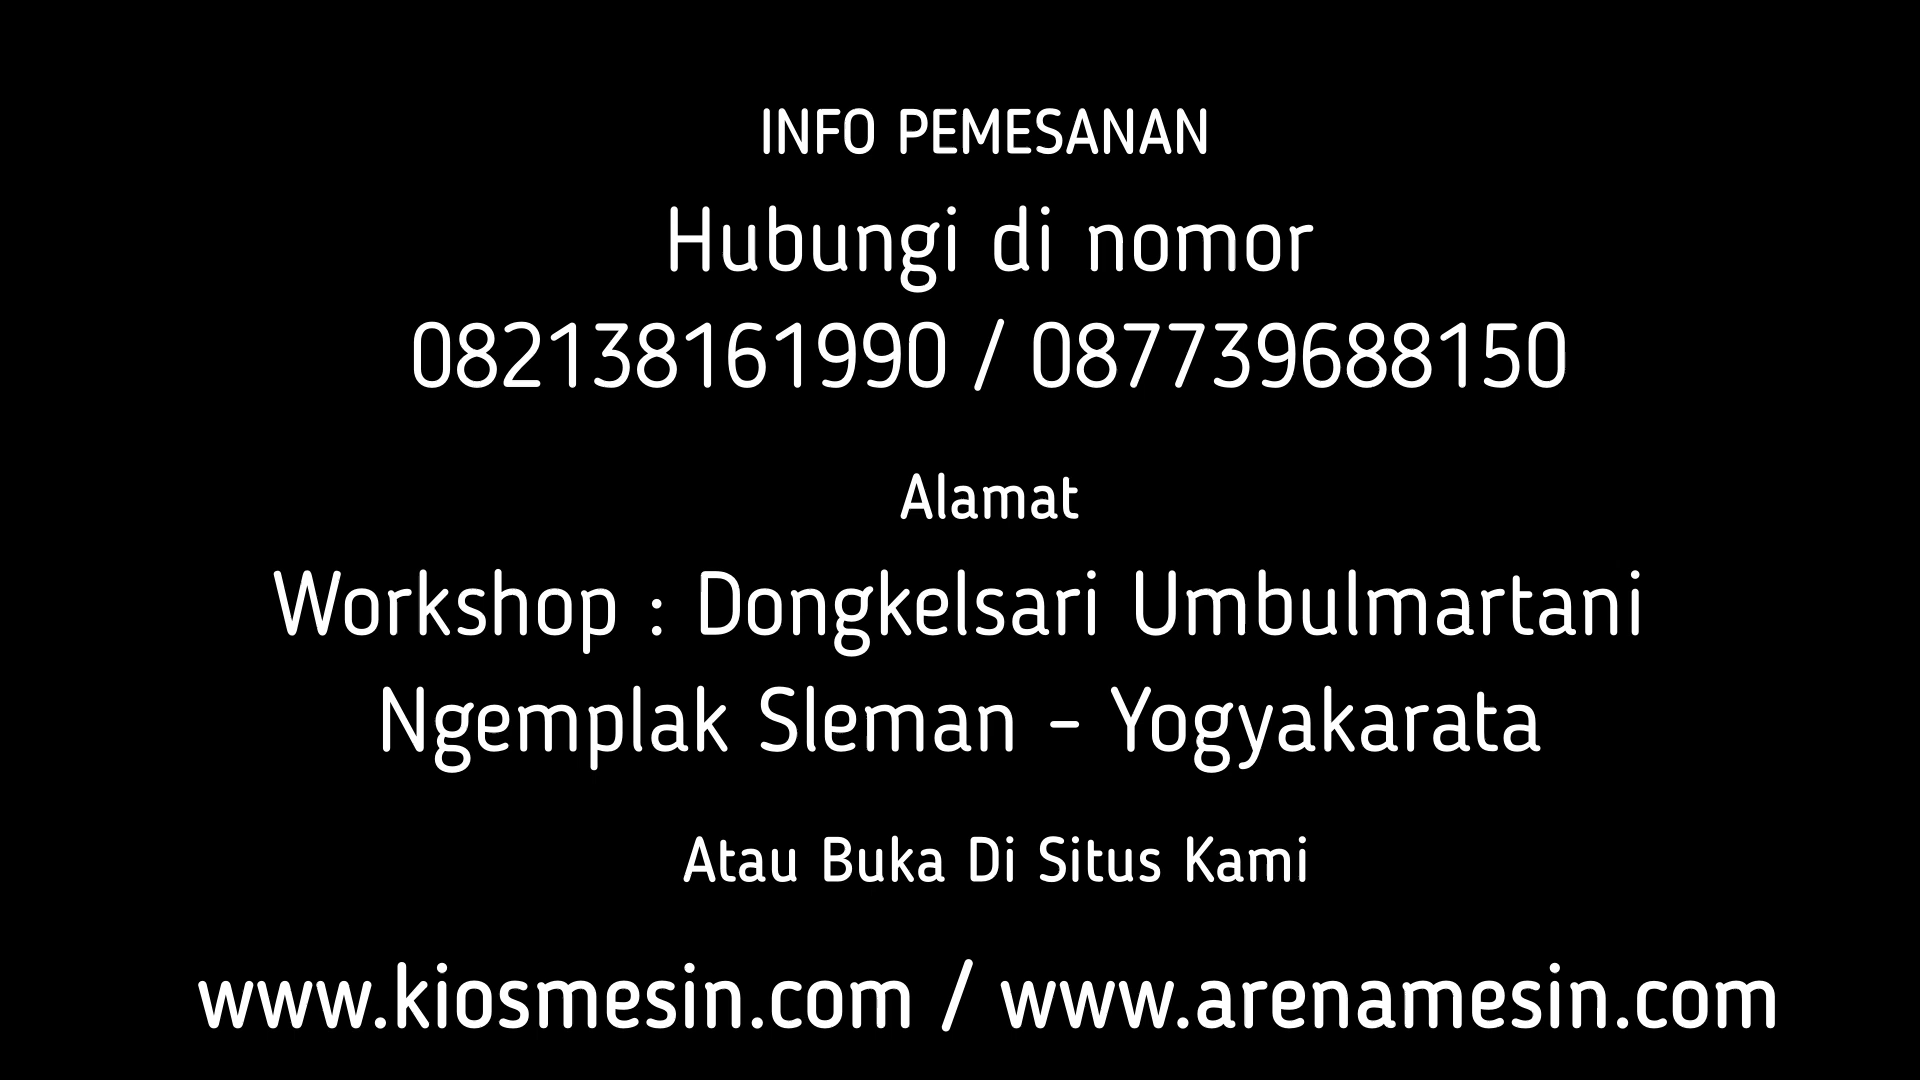 INFO PEMESANAN
Hubungi di nomor
082138161990 / 087739688150
Alamat
Workshop : Dongkelsari Umbulmartani
Ngemplak Sleman - Yogyakarata
Atau Buka Di Situs Kami
www.kiosmesin.com / www.arenamesin.com